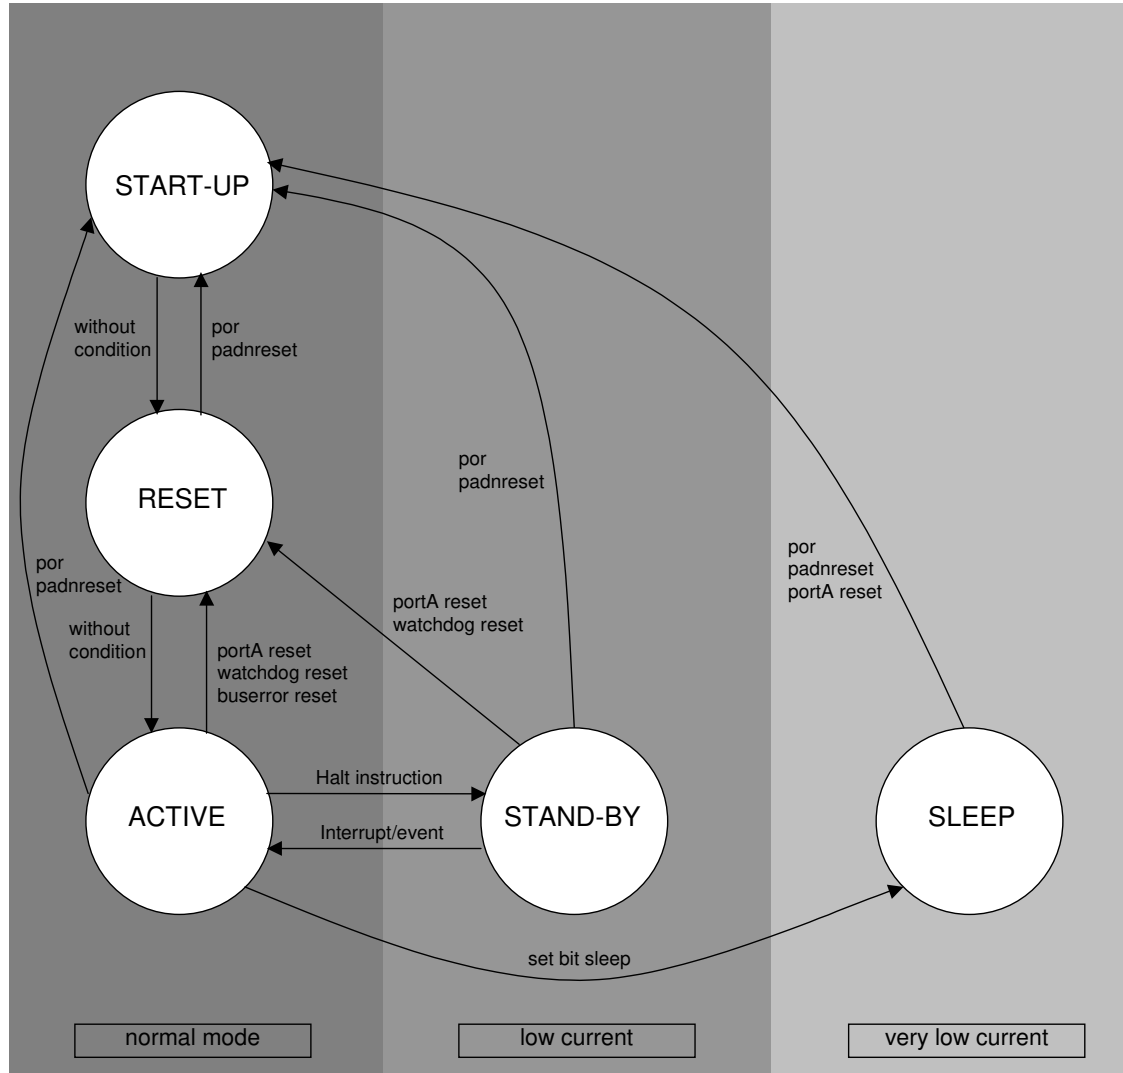 START-UP
without
condition
por
padnreset
por
padnreset
RESET
por
padnreset
por
padnreset
portA reset
without
condition
portA reset
watchdog reset
buserror reset
portA reset
watchdog reset
Halt instruction
ACTIVE
STAND-BY
SLEEP
Interrupt/event
set bit sleep
normal mode
low current
very low current